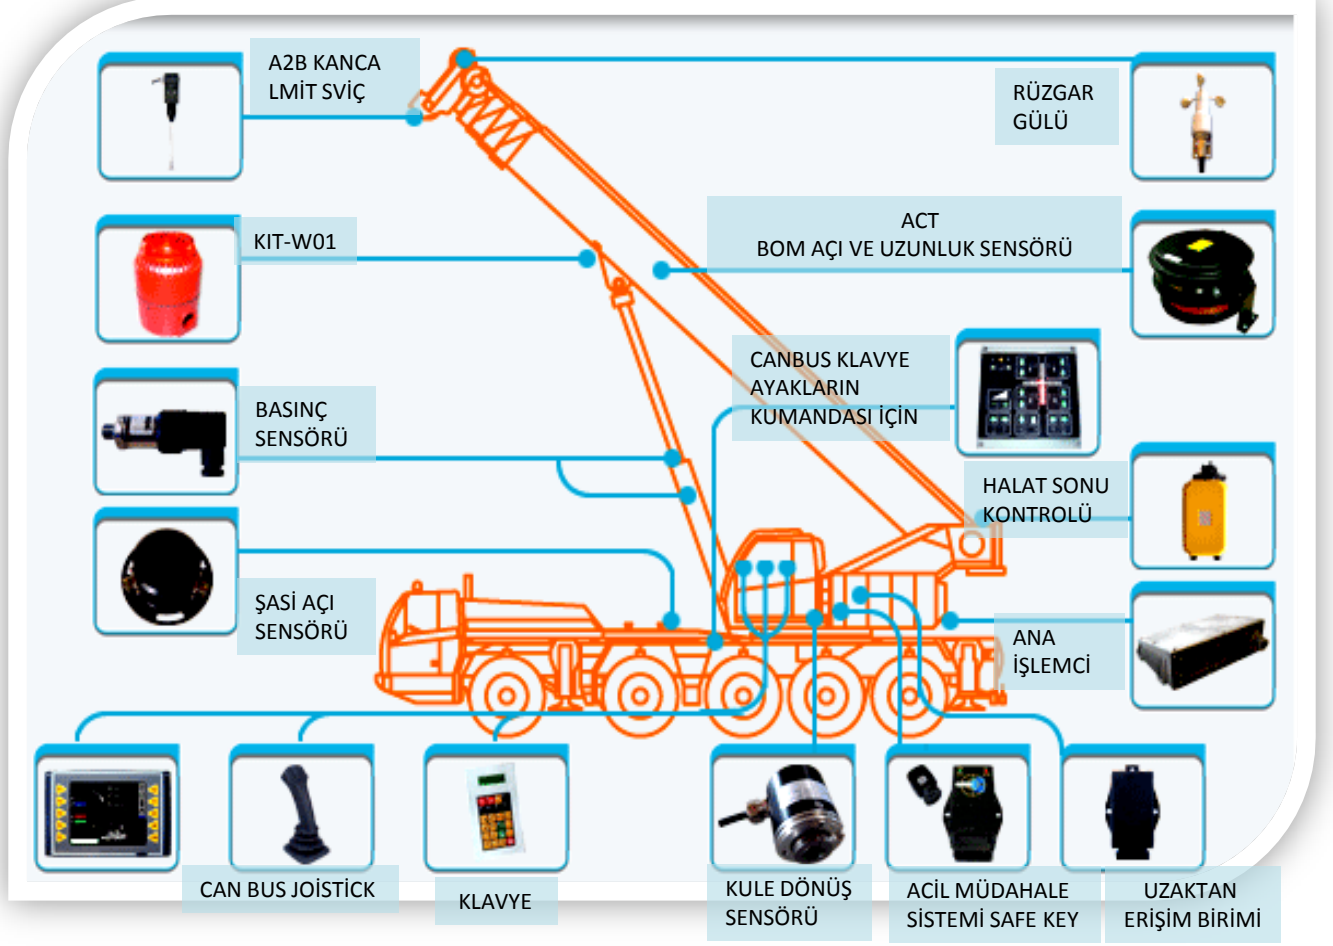 A2B KANCA
LMİT SVİÇ
RÜZGAR
GÜLÜ
KIT-W01
ACT
BOM AÇI VE UZUNLUK SENSÖRÜ
CANBUS KLAVYE
AYAKLARIN
KUMANDASI İÇİN
BASINÇ
SENSÖRÜ
HALAT SONU
KONTROLÜ
ŞASİ AÇI
SENSÖRÜ
ANA
İŞLEMCİ
CAN BUS JOİSTİCK
KLAVYE
KULE DÖNÜŞ
SENSÖRÜ
ACİL MÜDAHALE
SİSTEMİ SAFE KEY
UZAKTAN
ERİŞİM BİRİMİ